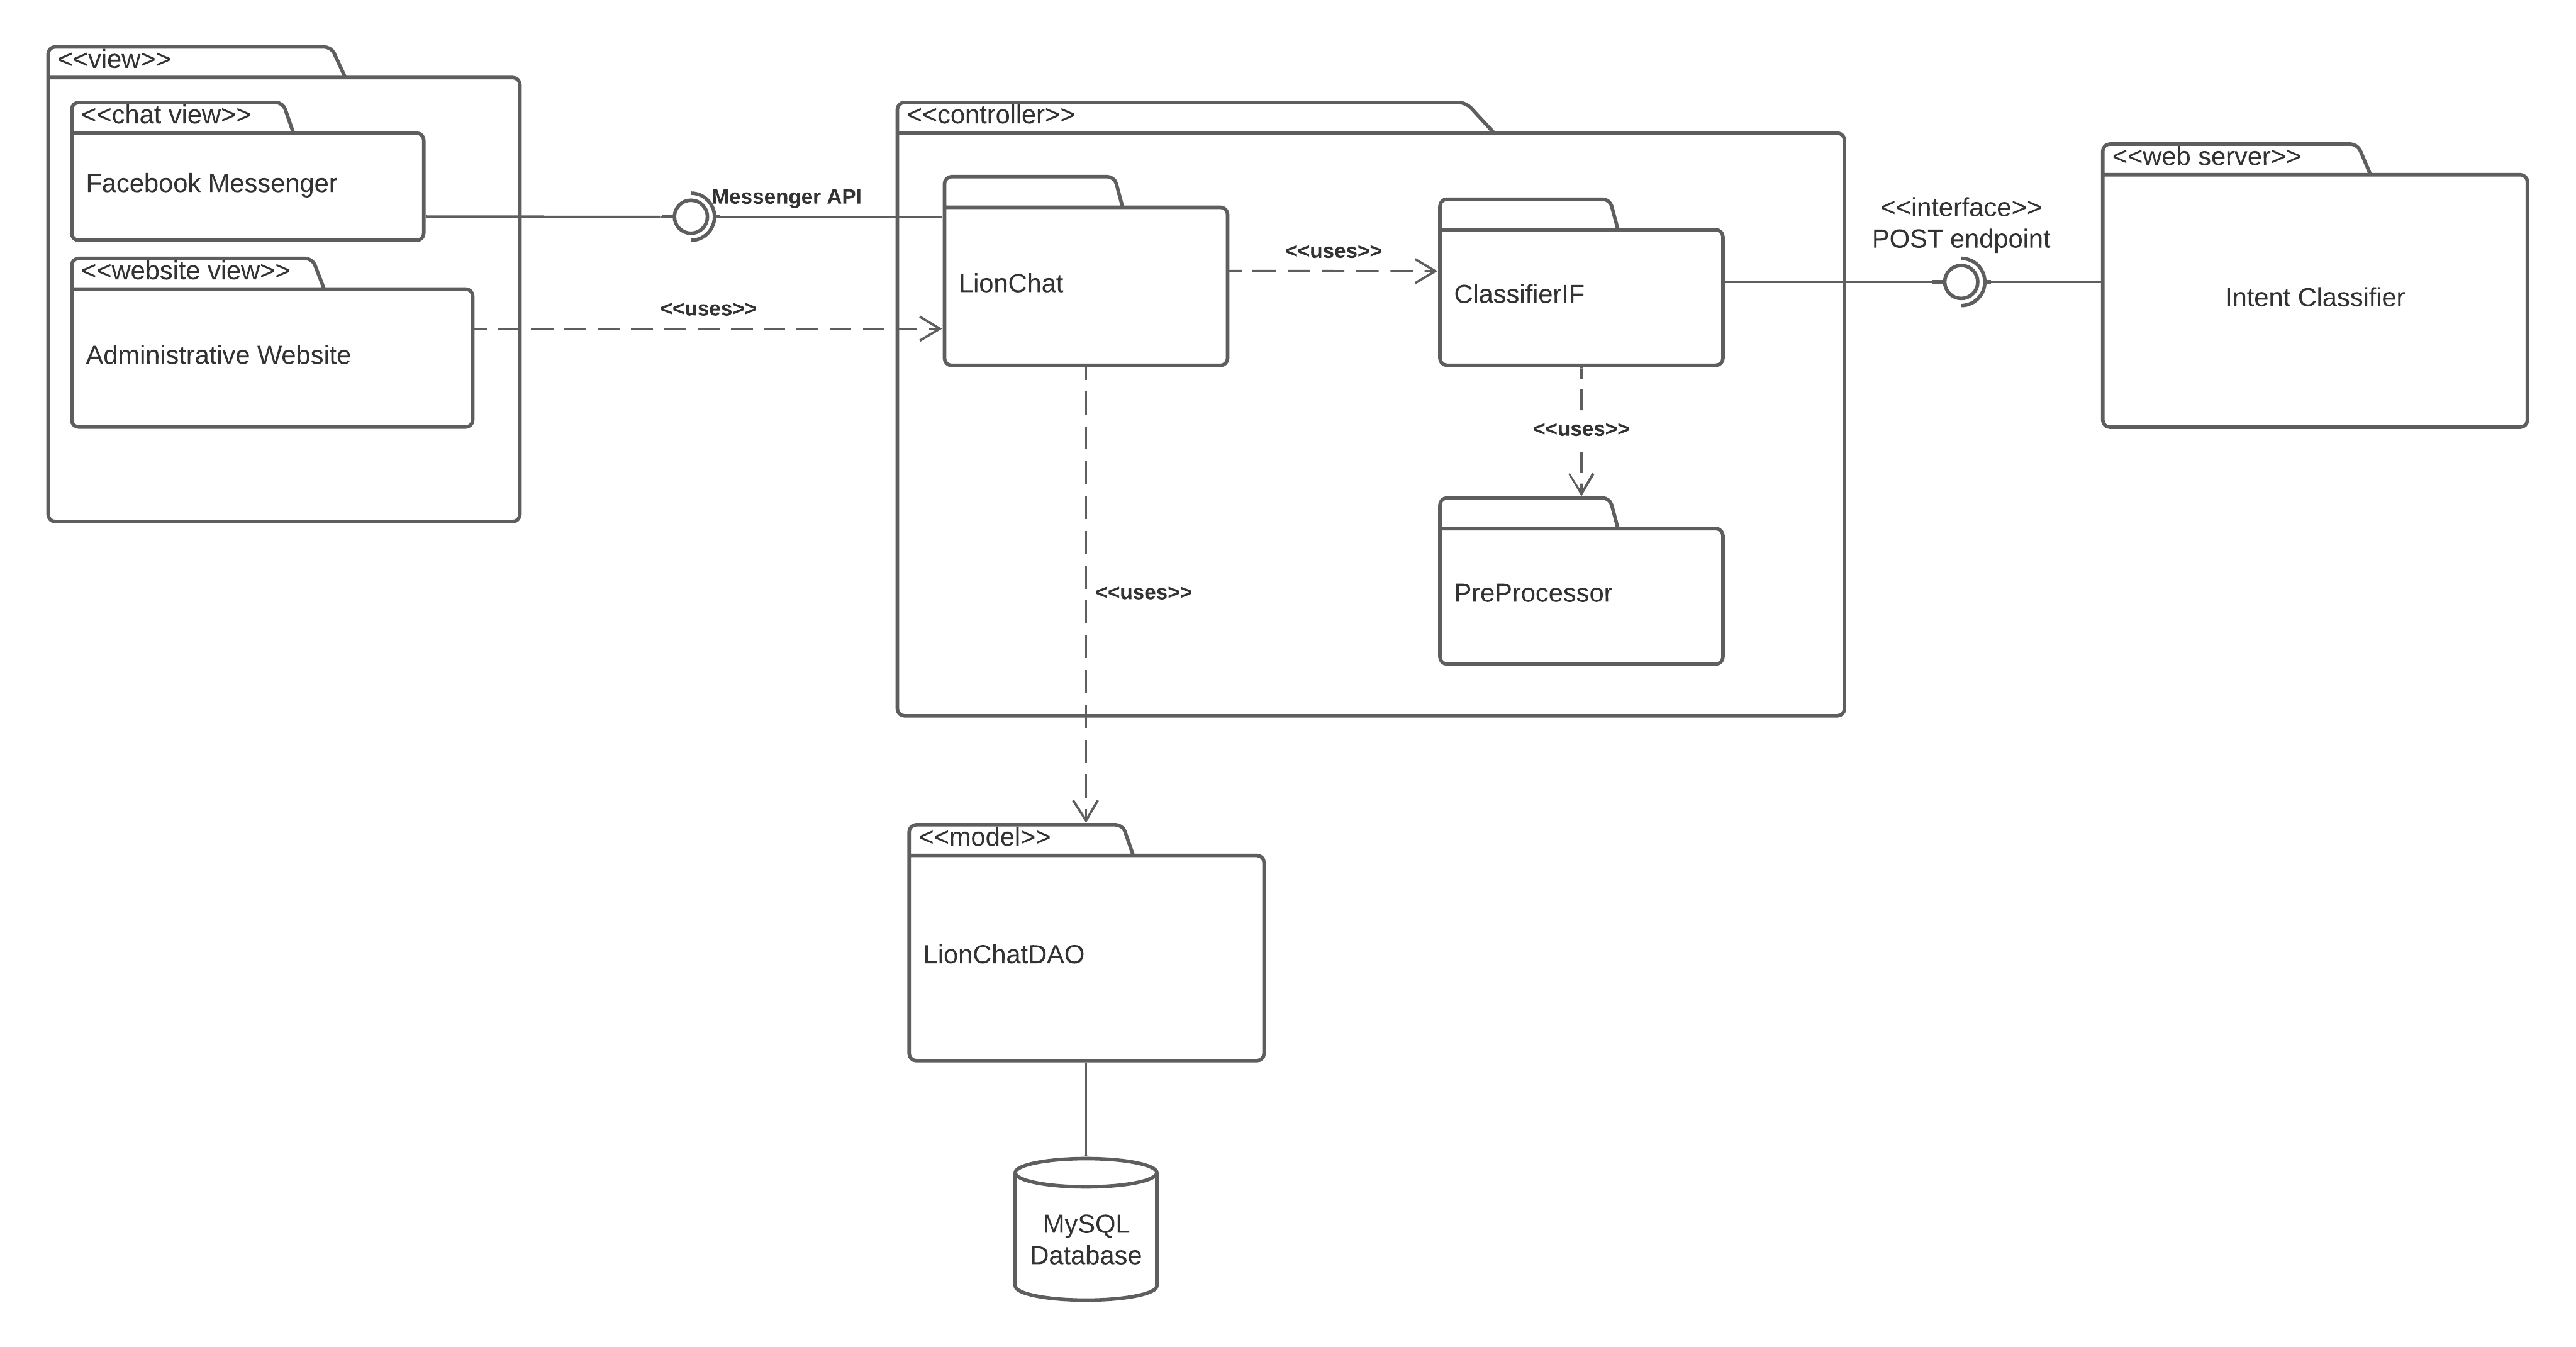 <<view>>
<<chat view>>
Facebook Messenger
<<website view>>
Administrative Website
Messenger API
<<uses>>
<<controller>>
LionChat
<<uses>>
ClassifierIF
<<uses>>
PreProcessor
<<uses>>
<<interface>>
POST endpoint
<<web server>>
Intent Classifier
<<model>>
LionChatDAO
MySQL
Database